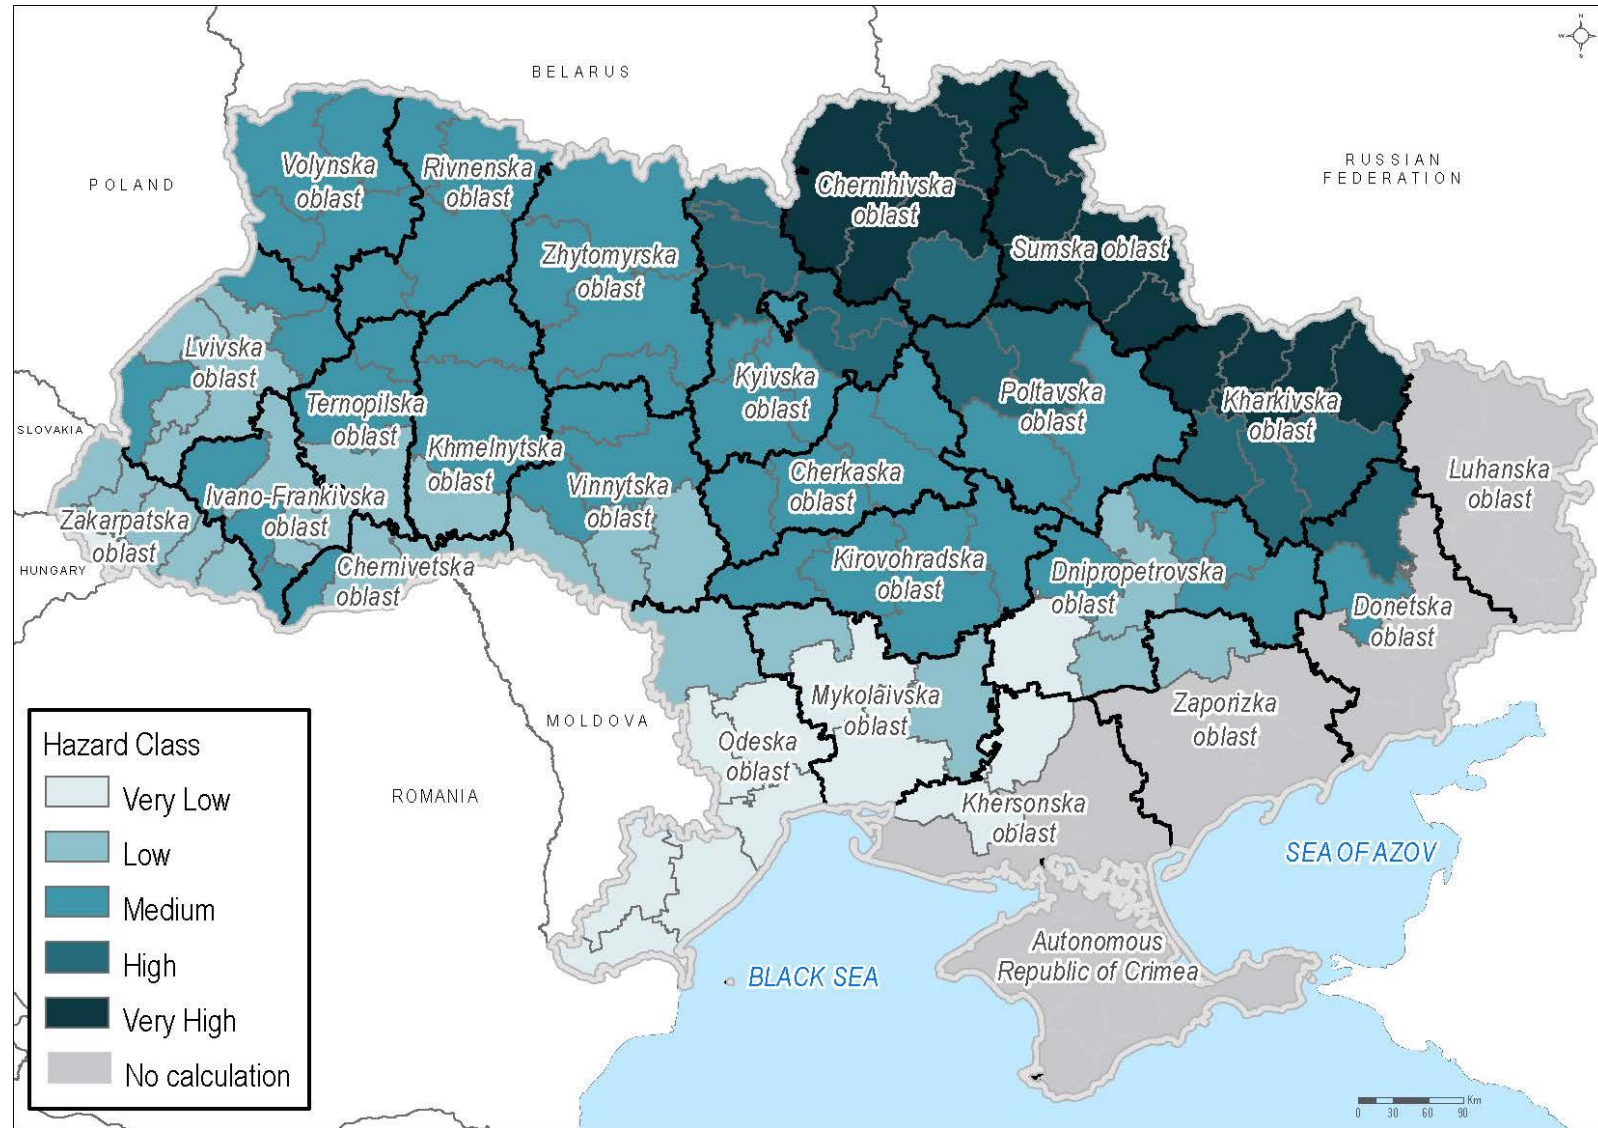 N
W
S
BELARUS
RUSSIAN
FEDERATION
POLAND
Volynska
oblast
Rivnenska
oblast
Chernihivska
oblast
Sumska oblast
Zhytomyrska
oblast
Lvivska
oblast
Kyivska
oblast
Poltavska
oblast
Kharkivska
oblast
Ternopilska
oblast
SLOVAKIA
Khmelnytska
oblast
Cherkaska
oblast
Luhanska
oblast
Vinnytska
oblast
Ivano-Frankivska
oblast
Zakarpatska
oblast
HUNGARY
Chernivetska
oblast
Kirovohradska
oblast
Dnipropetrovska
oblast
Donetska
oblast
MOLDOVA
Mykolaivska
oblast
Zaporizka
oblast
Odeska
oblast
ROMANIA
Khersonska
oblast
SEA OF AZOV
Autonomous
Republic of Crimea
BLACK SEA
Hazard Class
Very Low
Low
Medium
High
Very High
No calculation
Km
0 30 60 90